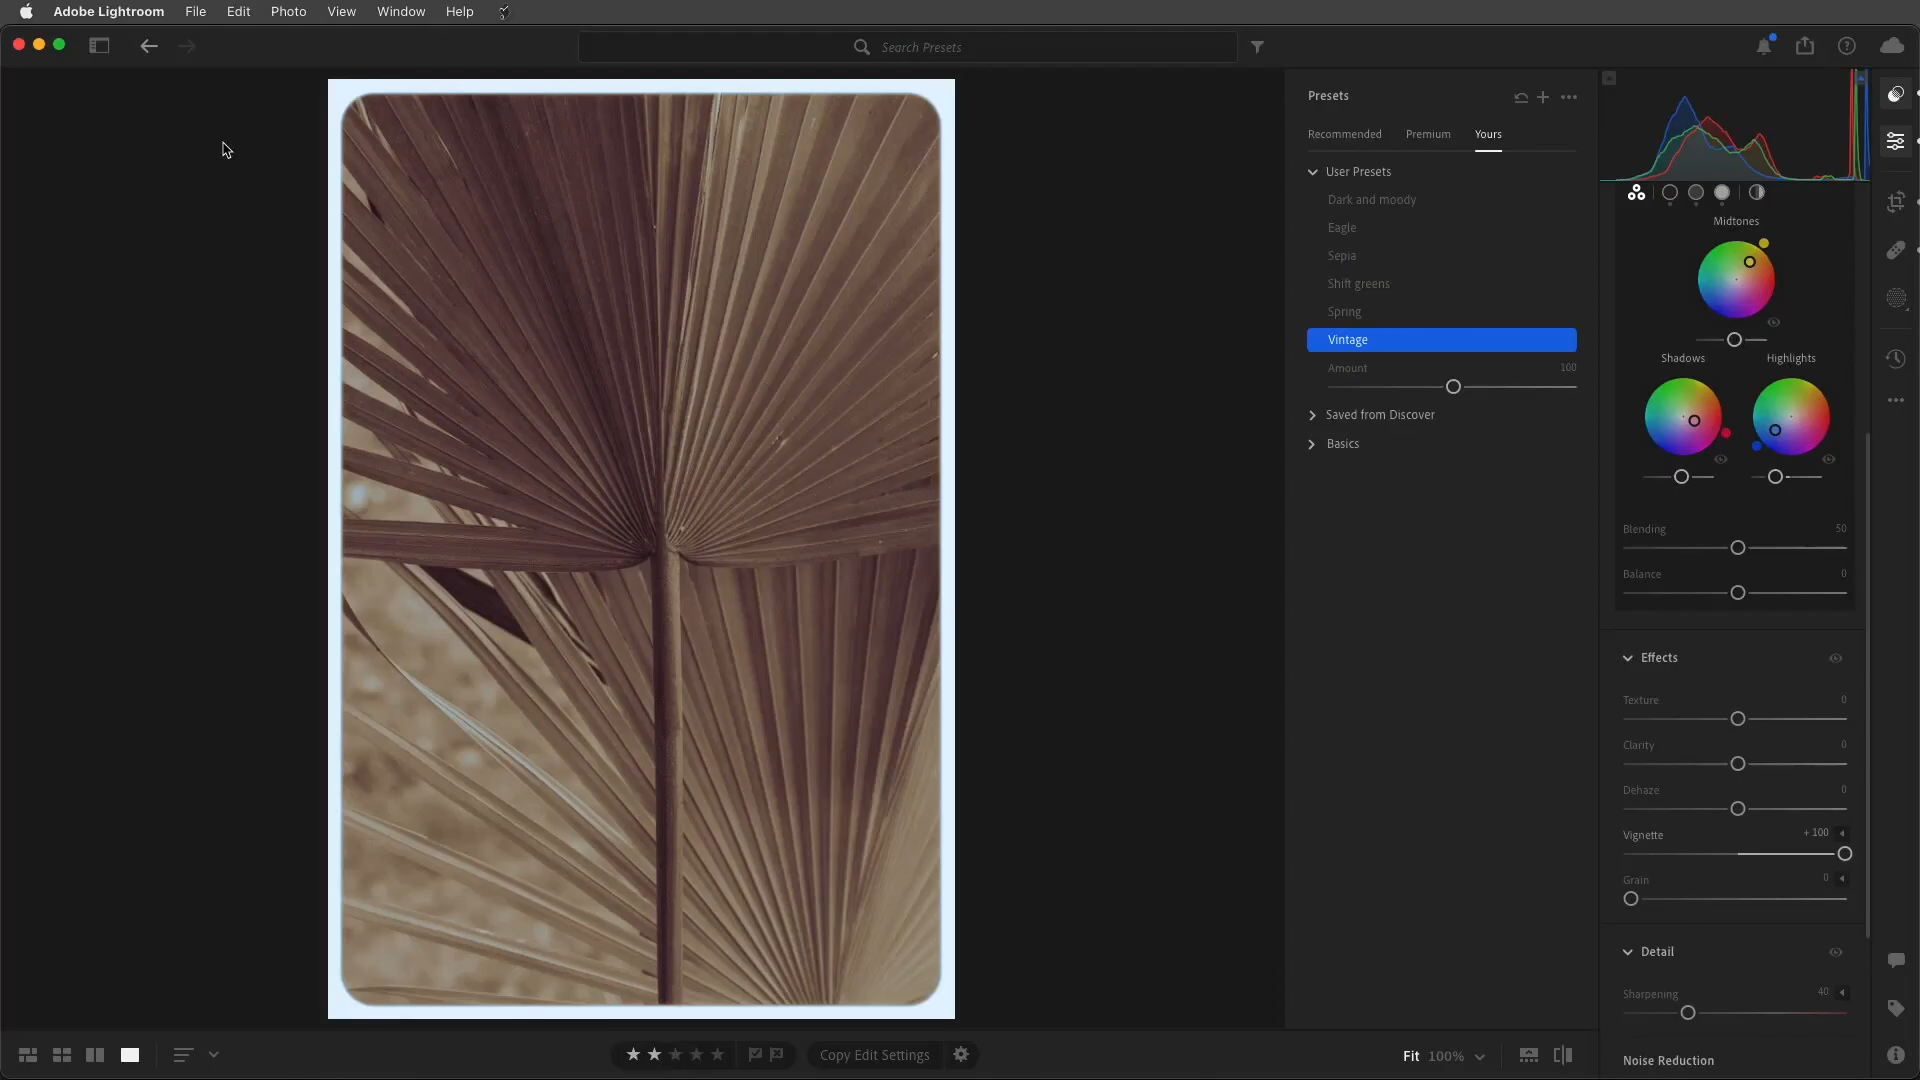 Adobe Lightroom File Edit Photo View Window Help
Search Presets
Presets
Recommended Premium Yours
User Presets
Dark and moody
Eagle
Sepia
Shift greens
Spring
Vintage
Amount 100
Saved from Discover
Basics
Midtones
Shadows Highlights
Blending 50
Balance 0
Effects
Texture 0
Clarity 0
Dehaze 0
Vignette + 100
Grain 0
Detail
Sharpening 40
Noise Reduction
Copy Edit Settings
Fit 100%